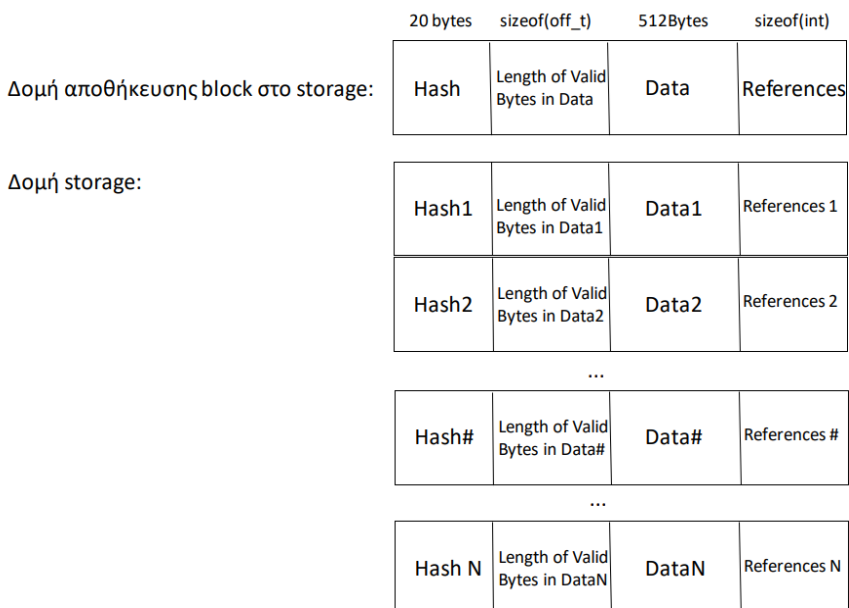 20 bytes sizeof(off_t) 512Bytes sizeof(int)
Δομή αποθήκευσης block στο storage:
Hash
Length of Valid
Bytes in Data
Data
References
Δομή storage:
Hash1
Length of Valid
Bytes in Data1
Data1
References 1
Hash2
Length of Valid
Bytes in Data2
Data2
References 2
...
Hash#
Length of Valid
Bytes in Data#
Data#
References #
...
Hash N
Length of Valid
Bytes in DataN
DataN
References N